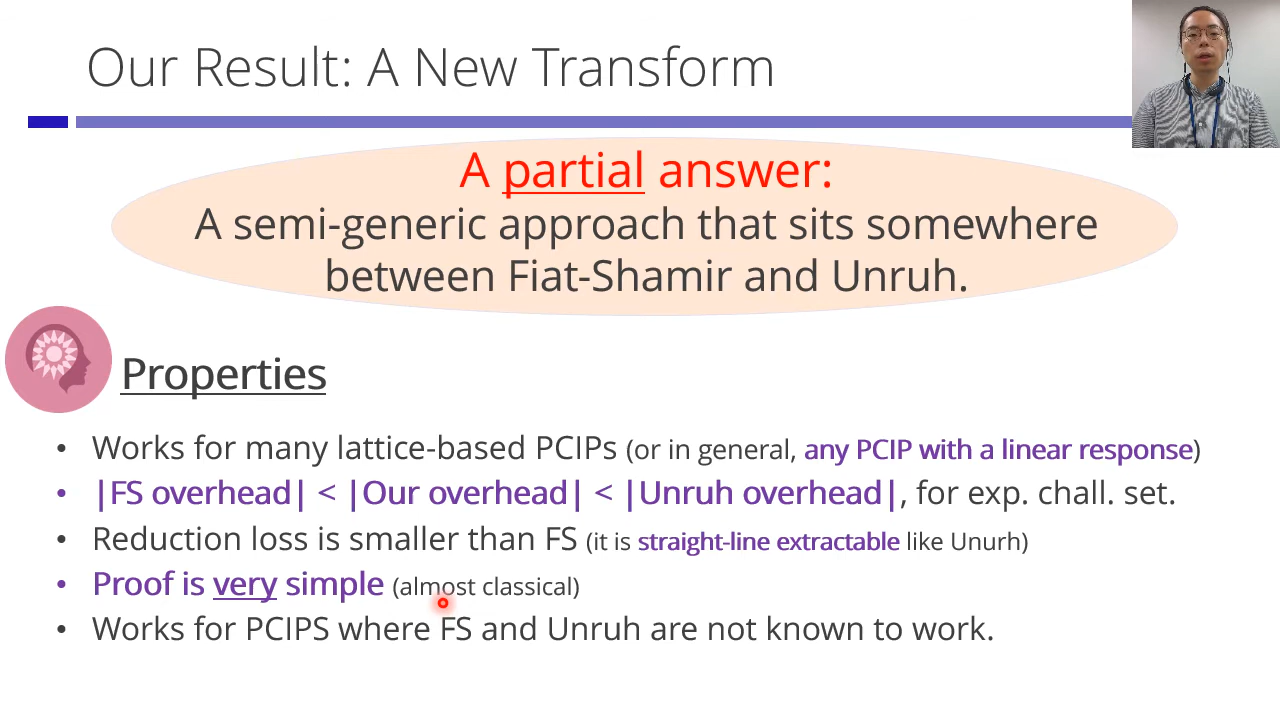 Our Result: A New Transform
A partial answer:
A semi-generic approach that sits somewhere
between Fiat-Shamir and Unruh.
Properties
• Works for many lattice-based PCIPs (or in general, any PCIP with a linear response)
• |FS overhead| < |Our overhead| < |Unruh overhead|, for exp. chall. set.
• Reduction loss is smaller than FS (it is straight-line extractable like Unurh)
• Proof is very simple (almost classical)
• Works for PCIPS where FS and Unruh are not known to work.